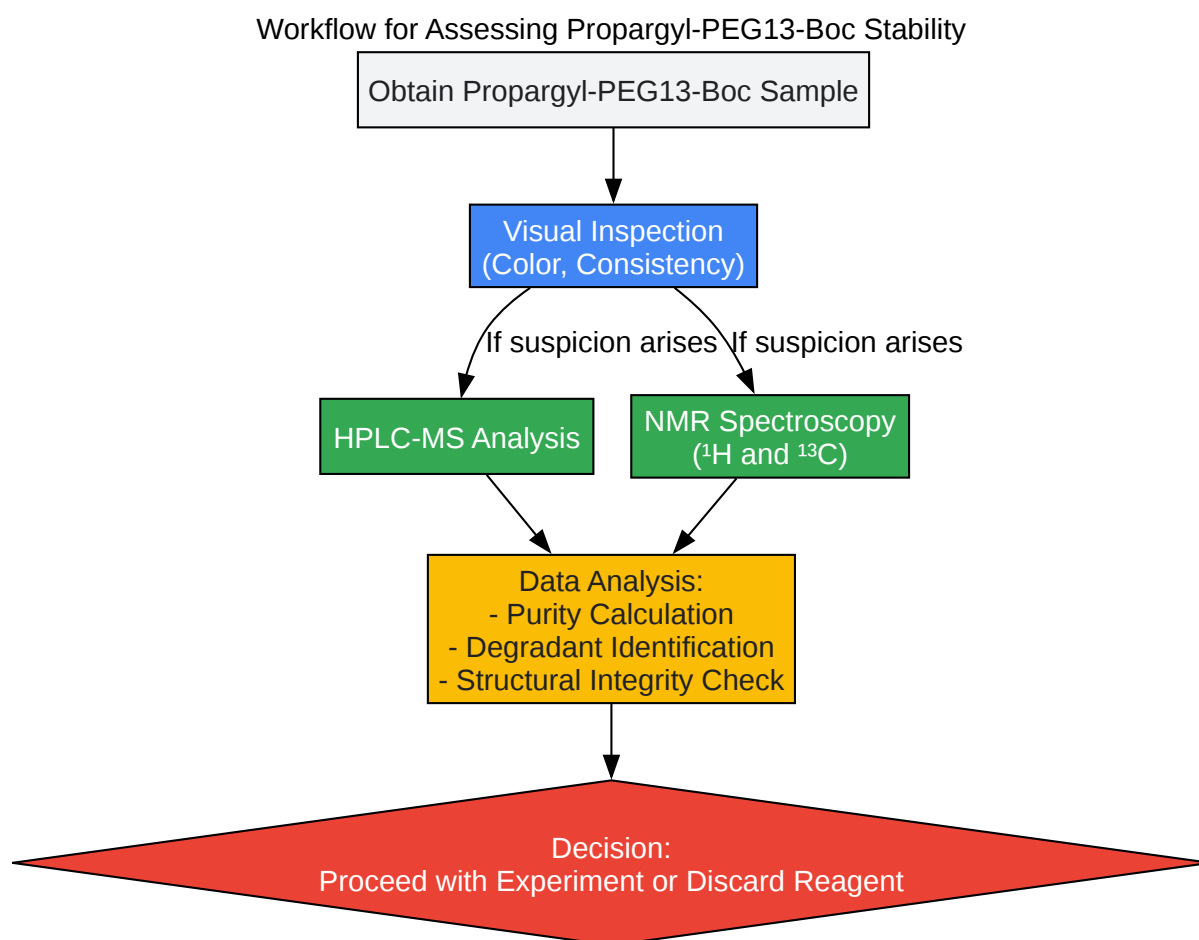 Workflow for Assessing Propargyl-PEG13-Boc Stability
Obtain Propargyl-PEG13-Boc Sample
Visual Inspection
(Color, Consistency)
If suspicion arises
If suspicion arises
HPLC-MS Analysis
NMR Spectroscopy
(¹H and ¹³C)
Data Analysis:
- Purity Calculation
- Degradant Identification
- Structural Integrity Check
Decision:
Proceed with Experiment or Discard Reagent